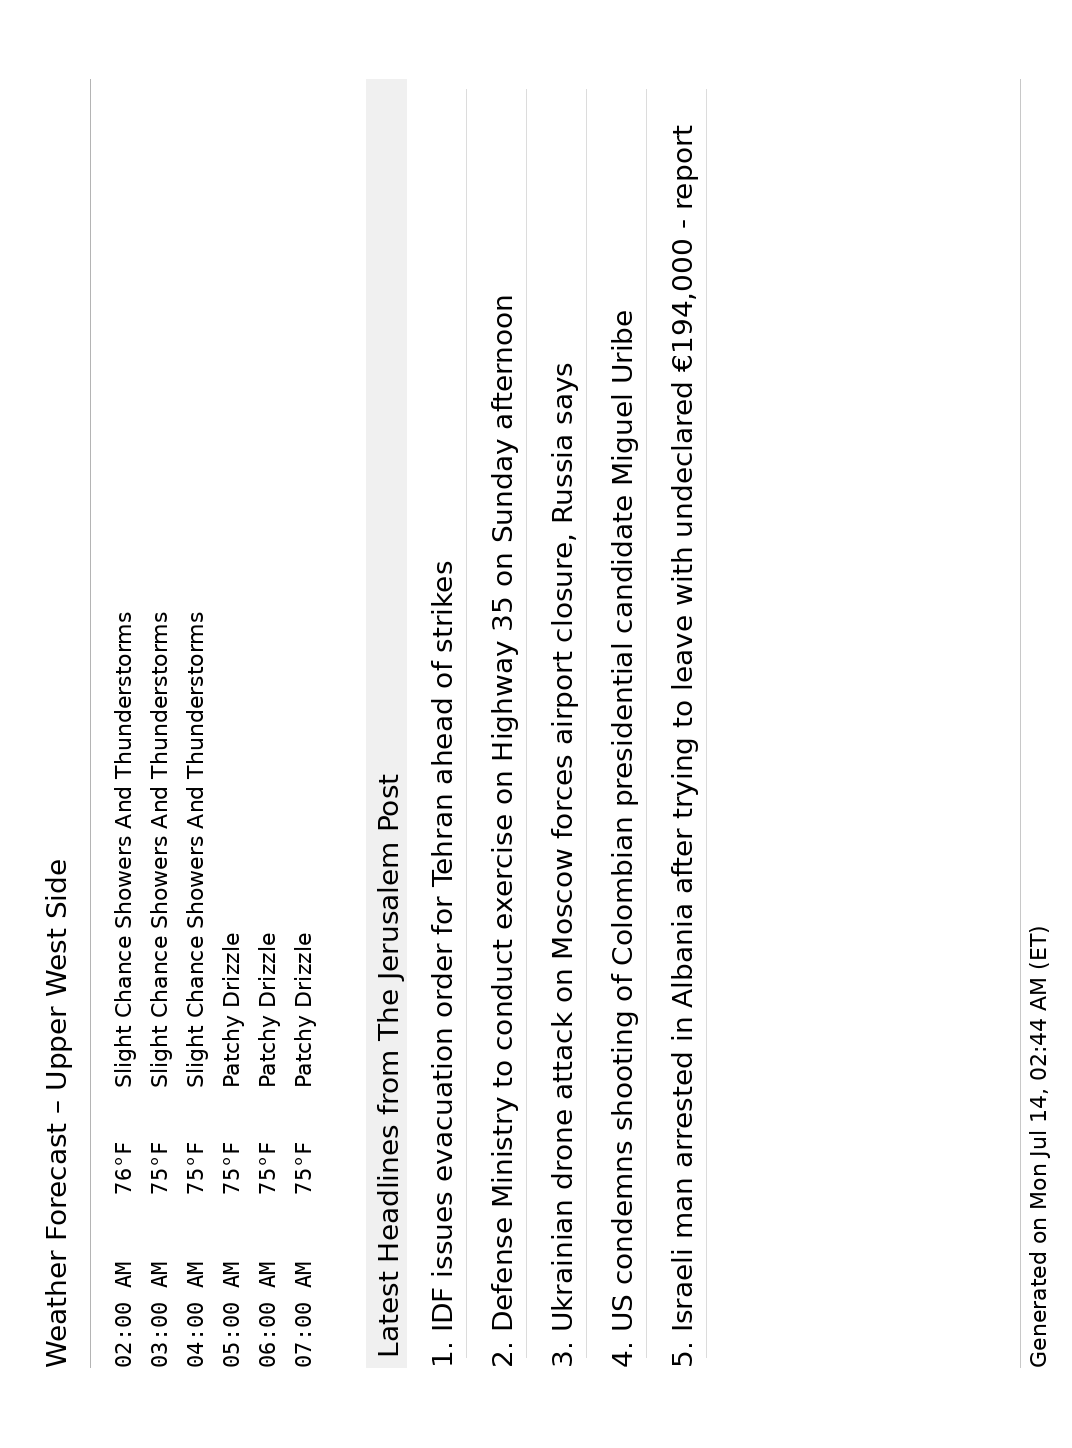 Weather Forecast – Upper West Side
02:00 AM 76°F Slight Chance Showers And Thunderstorms
03:00 AM 75°F Slight Chance Showers And Thunderstorms
04:00 AM 75°F Slight Chance Showers And Thunderstorms
05:00 AM 75°F Patchy Drizzle
06:00 AM 75°F Patchy Drizzle
07:00 AM 75°F Patchy Drizzle
Latest Headlines from The Jerusalem Post
1. IDF issues evacuation order for Tehran ahead of strikes
2. Defense Ministry to conduct exercise on Highway 35 on Sunday afternoon
3. Ukrainian drone attack on Moscow forces airport closure, Russia says
4. US condemns shooting of Colombian presidential candidate Miguel Uribe
5. Israeli man arrested in Albania after trying to leave with undeclared €194,000 - report
Generated on Mon Jul 14, 02:44 AM (ET)